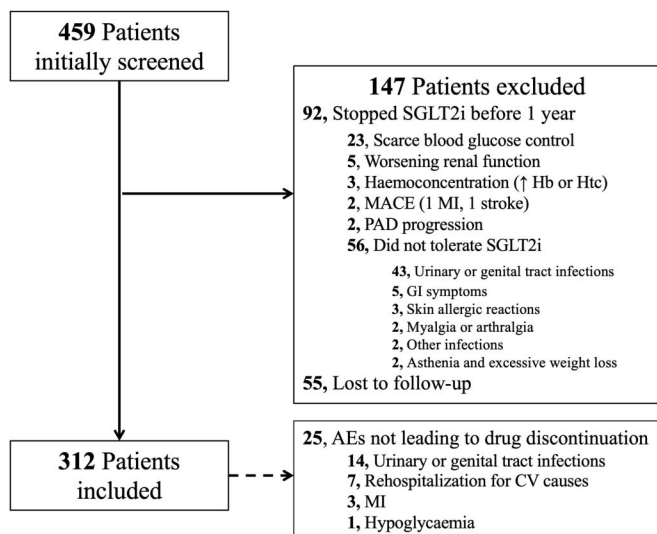 459 Patients
initially screened
147 Patients excluded
92, Stopped SGLT2i before 1 year
23, Scarce blood glucose control
5, Worsening renal function
3, Haemoconcentration (↑ Hb or Htc)
2, MACE (1 MI, 1 stroke)
2, PAD progression
56, Did not tolerate SGLT2i
43, Urinary or genital tract infections
5, GI symptoms
3, Skin allergic reactions
2, Myalgia or arthralgia
2, Other infections
2, Asthenia and excessive weight loss
55, Lost to follow-up
312 Patients
included
25, AEs not leading to drug discontinuation
14, Urinary or genital tract infections
7, Rehospitalization for CV causes
3, MI
1, Hypoglycaemia